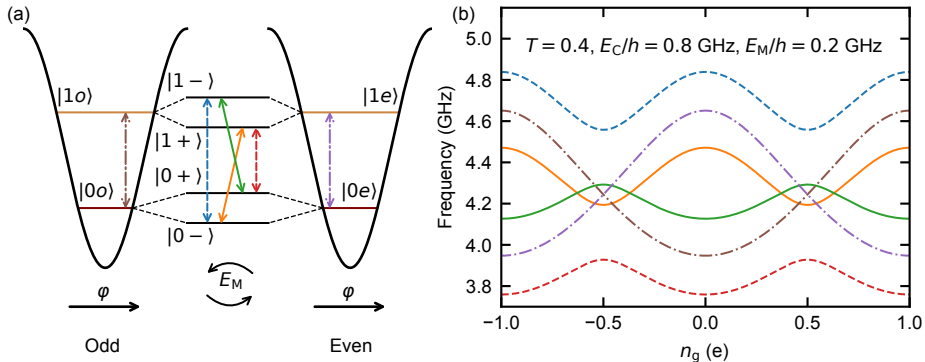 (a)
|1o⟩
|0o⟩
|1−⟩
|1+⟩
|0+⟩
|0−⟩
|1e⟩
|0e⟩
E_M
φ
φ
Odd
Even
(b)
T = 0.4, E_C/h = 0.8 GHz, E_M/h = 0.2 GHz
Frequency (GHz)
5.0
4.8
4.6
4.4
4.2
4.0
3.8
−1.0
−0.5
0.0
0.5
1.0
n_g (e)